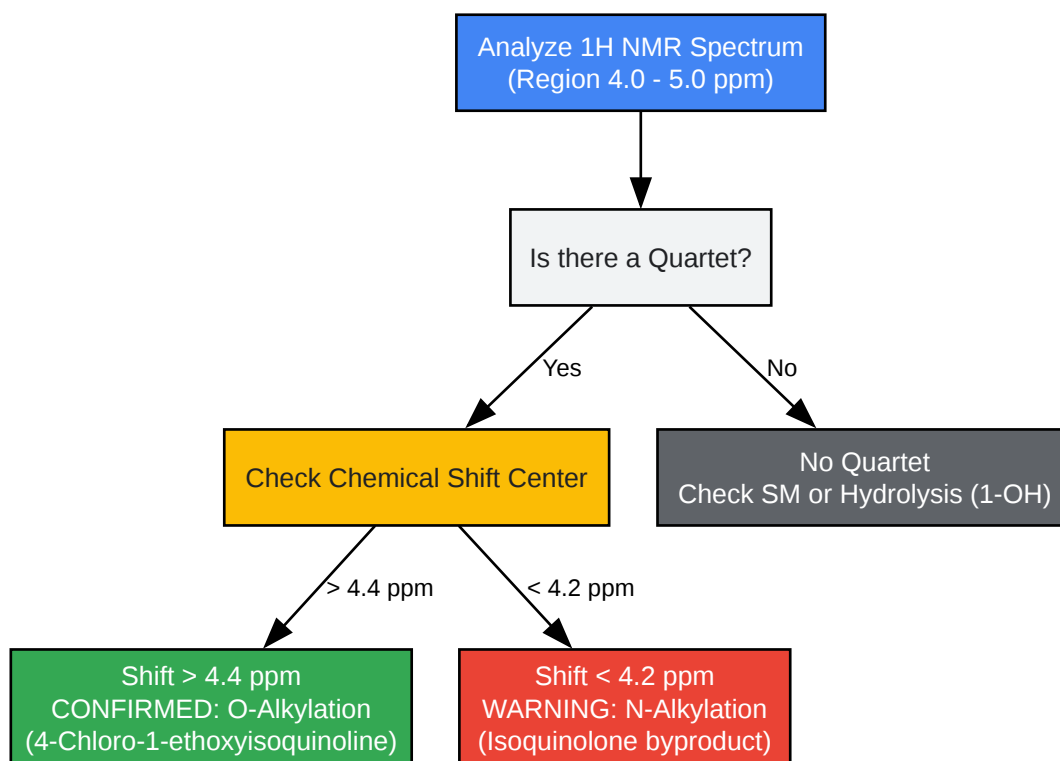 Analyze 1H NMR Spectrum
(Region 4.0 - 5.0 ppm)
Is there a Quartet?
Yes
No
Check Chemical Shift Center
No Quartet
Check SM or Hydrolysis (1-OH)
> 4.4 ppm
< 4.2 ppm
Shift > 4.4 ppm
CONFIRMED: O-Alkylation
(4-Chloro-1-ethoxyisoquinoline)
Shift < 4.2 ppm
WARNING: N-Alkylation
(Isoquinolone byproduct)